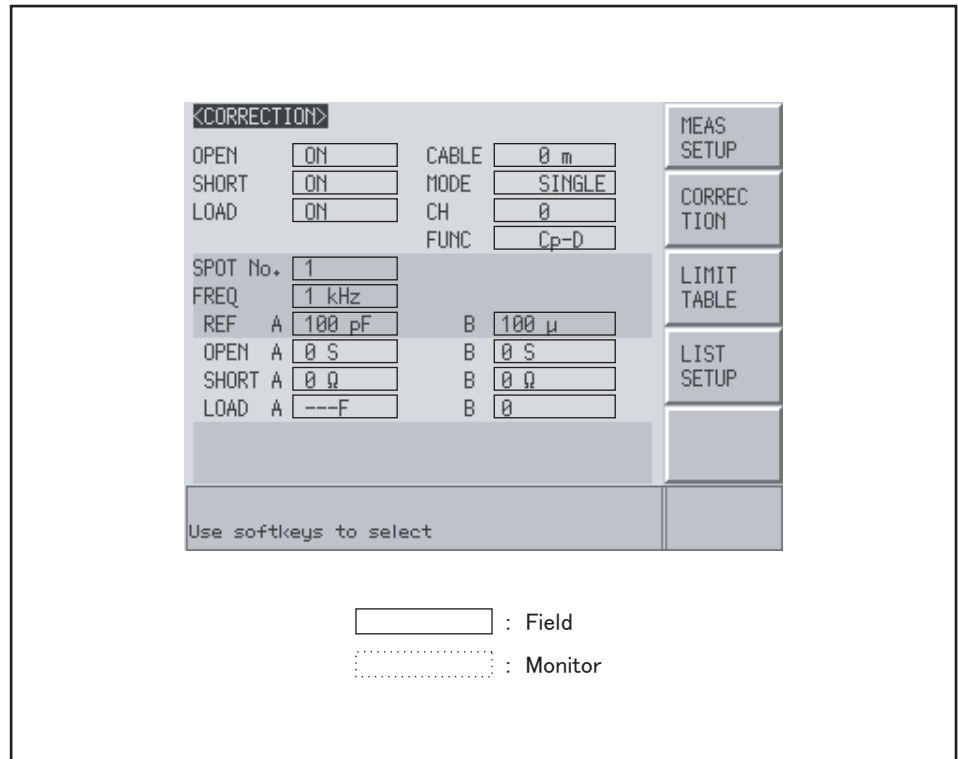 <CORRECTION>
OPEN ON CABLE 0 m
SHORT ON MODE SINGLE
LOAD ON CH 0
FUNC Cp-D
SPOT No. 1
FREQ 1 kHz
REF A 100 pF B 100 μ
OPEN A 0 S B 0 S
SHORT A 0 Ω B 0 Ω
LOAD A ---F B 0
Use softkeys to select
MEAS
SETUP
CORREC
TION
LIMIT
TABLE
LIST
SETUP
: Field
: Monitor